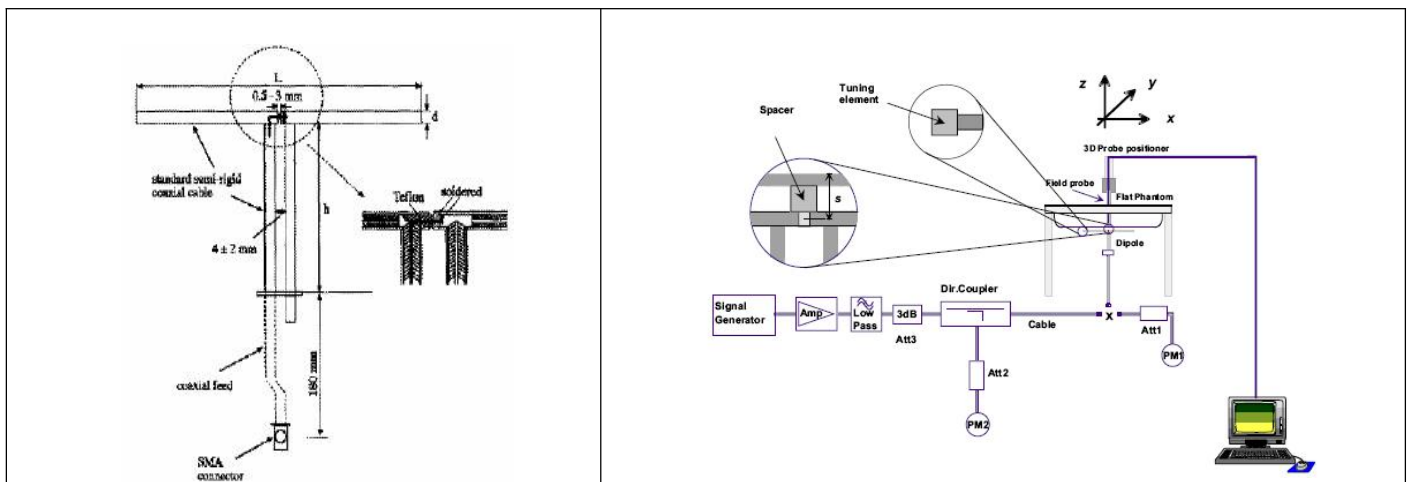 L
0.5–3 mm
d
standard semi-rigid
coaxial cable
h
Teflon
soldered
4 ± 2 mm
coaxial feed
180 mm
SMA
connector
Tuning
element
Spacer
s
z
y
x
3D Probe positioner
Field probe
Flat Phantom
Dipole
Dir.Coupler
Signal
Generator
Amp
Low
Pass
3dB
Att3
Cable
x
Att1
PM1
Att2
PM2